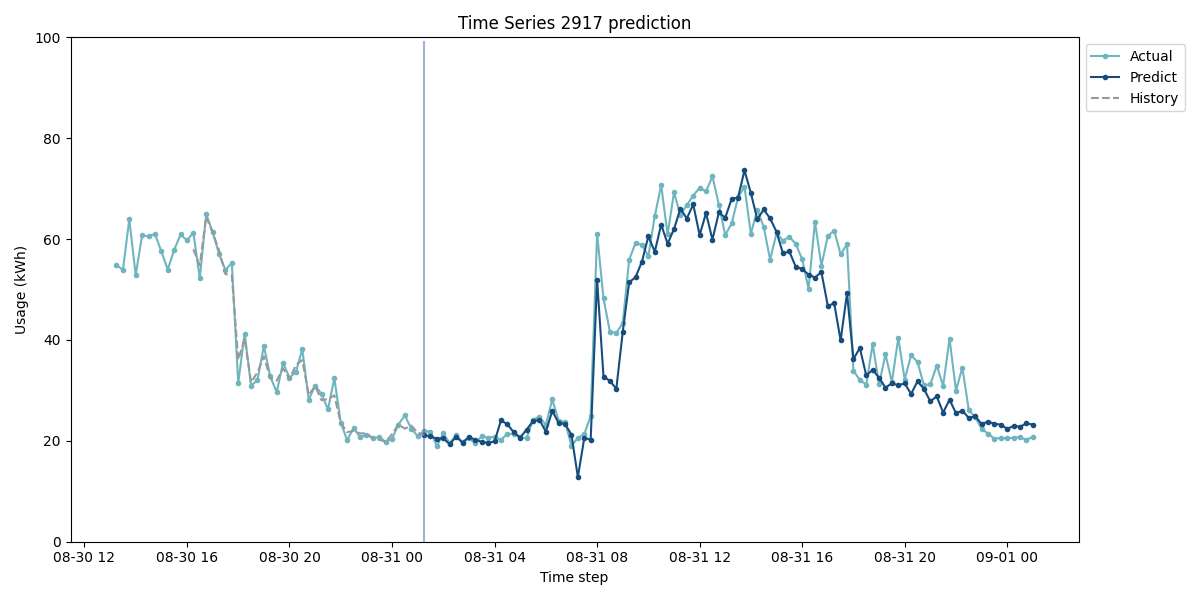 Time Series 2917 prediction
Usage (kWh)
100
80
60
40
20
0
08-30 12
08-30 16
08-30 20
08-31 00
08-31 04
08-31 08
08-31 12
08-31 16
08-31 20
09-01 00
Time step
Actual
Predict
History